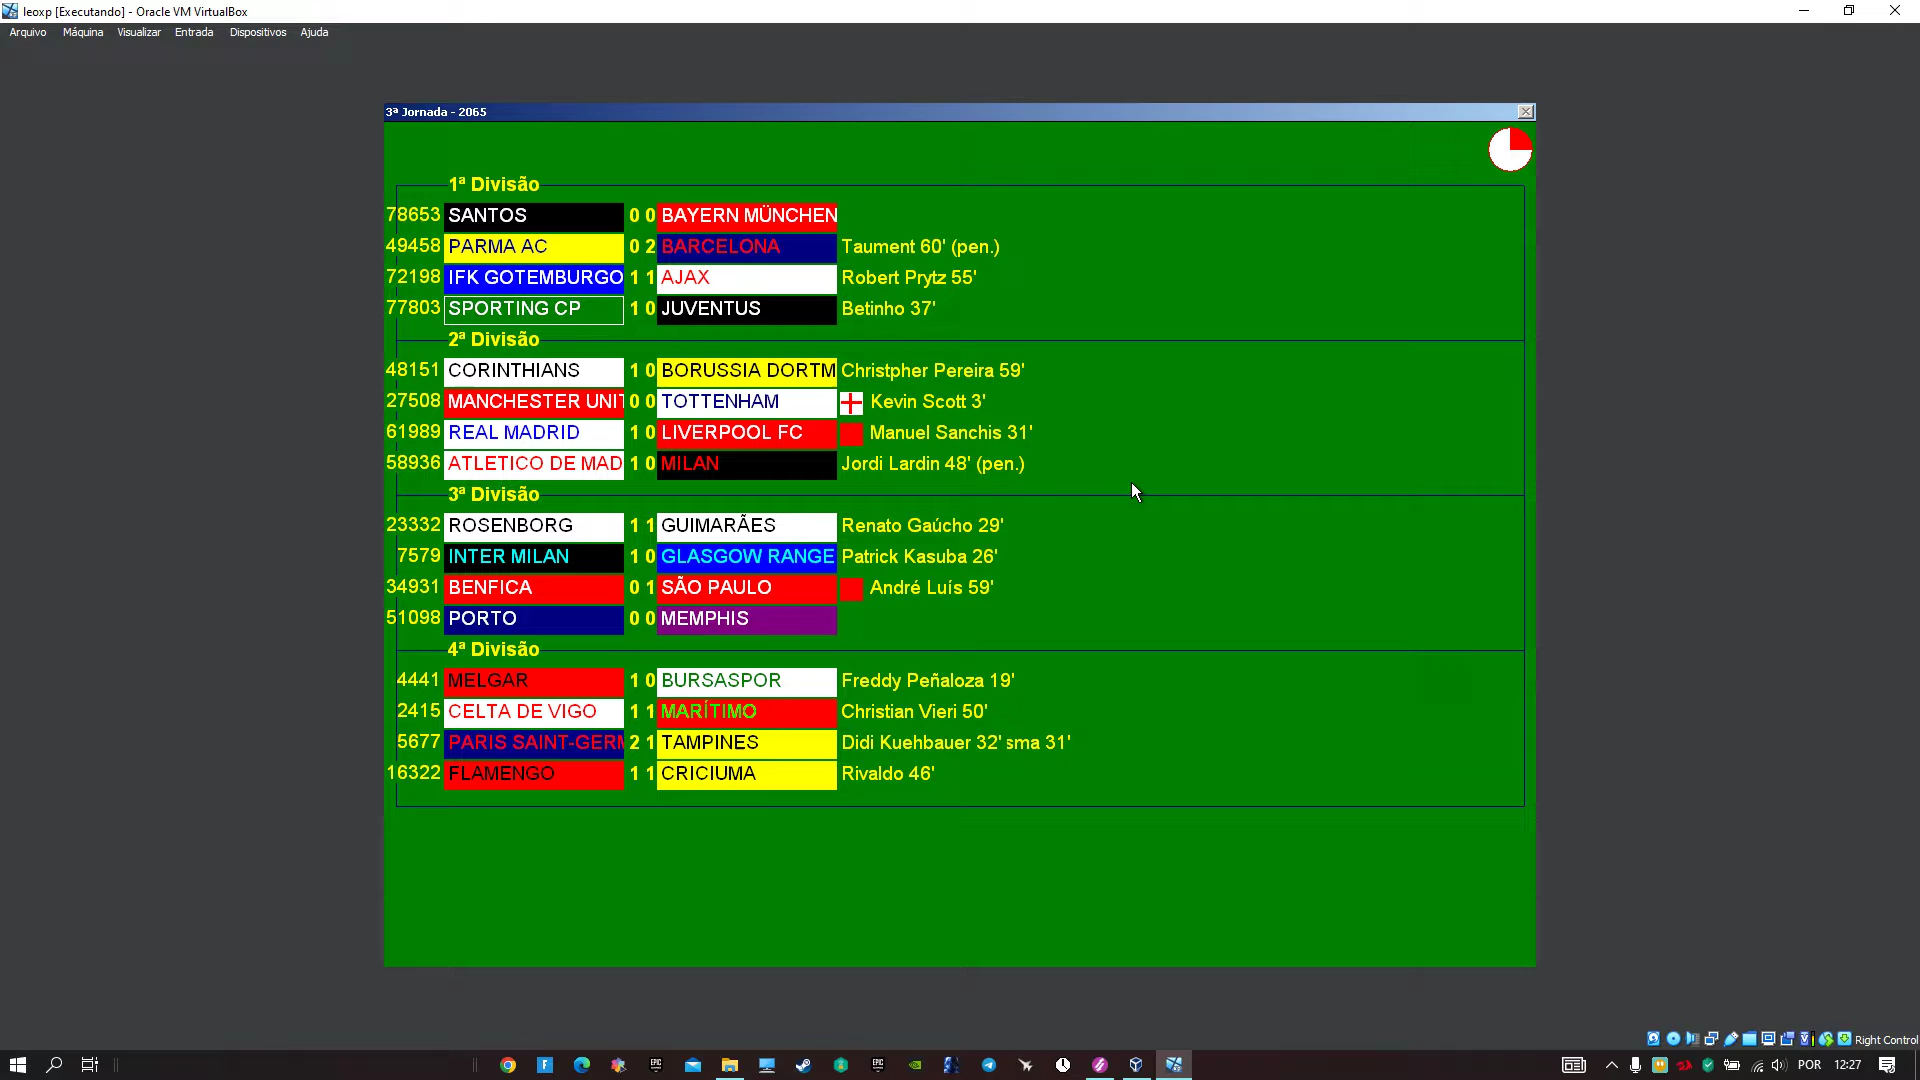 leoxp [Executando] - Oracle VM VirtualBox
Arquivo Máquina Visualizar Entrada Dispositivos Ajuda
3ª Jornada - 2065
1ª Divisão
78653 SANTOS 0 0 BAYERN MÜNCHEN
49458 PARMA AC 0 2 BARCELONA Taument 60' (pen.)
72198 IFK GOTEMBURGO 1 1 AJAX Robert Prytz 55'
77803 SPORTING CP 1 0 JUVENTUS Betinho 37'
2ª Divisão
48151 CORINTHIANS 1 0 BORUSSIA DORTM Christpher Pereira 59'
27508 MANCHESTER UNIT 0 0 TOTTENHAM Kevin Scott 3'
61989 REAL MADRID 1 0 LIVERPOOL FC Manuel Sanchis 31'
58936 ATLETICO DE MAD 1 0 MILAN Jordi Lardin 48' (pen.)
3ª Divisão
23332 ROSENBORG 1 1 GUIMARÃES Renato Gaúcho 29'
7579 INTER MILAN 1 0 GLASGOW RANGE Patrick Kasuba 26'
34931 BENFICA 0 1 SÃO PAULO André Luís 59'
51098 PORTO 0 0 MEMPHIS
4ª Divisão
4441 MELGAR 1 0 BURSASPOR Freddy Peñaloza 19'
2415 CELTA DE VIGO 1 1 MARÍTIMO Christian Vieri 50'
5677 PARIS SAINT-GERM 2 1 TAMPINES Didi Kuehbauer 32' sma 31'
16322 FLAMENGO 1 1 CRICIUMA Rivaldo 46'
Right Control
POR 12:27